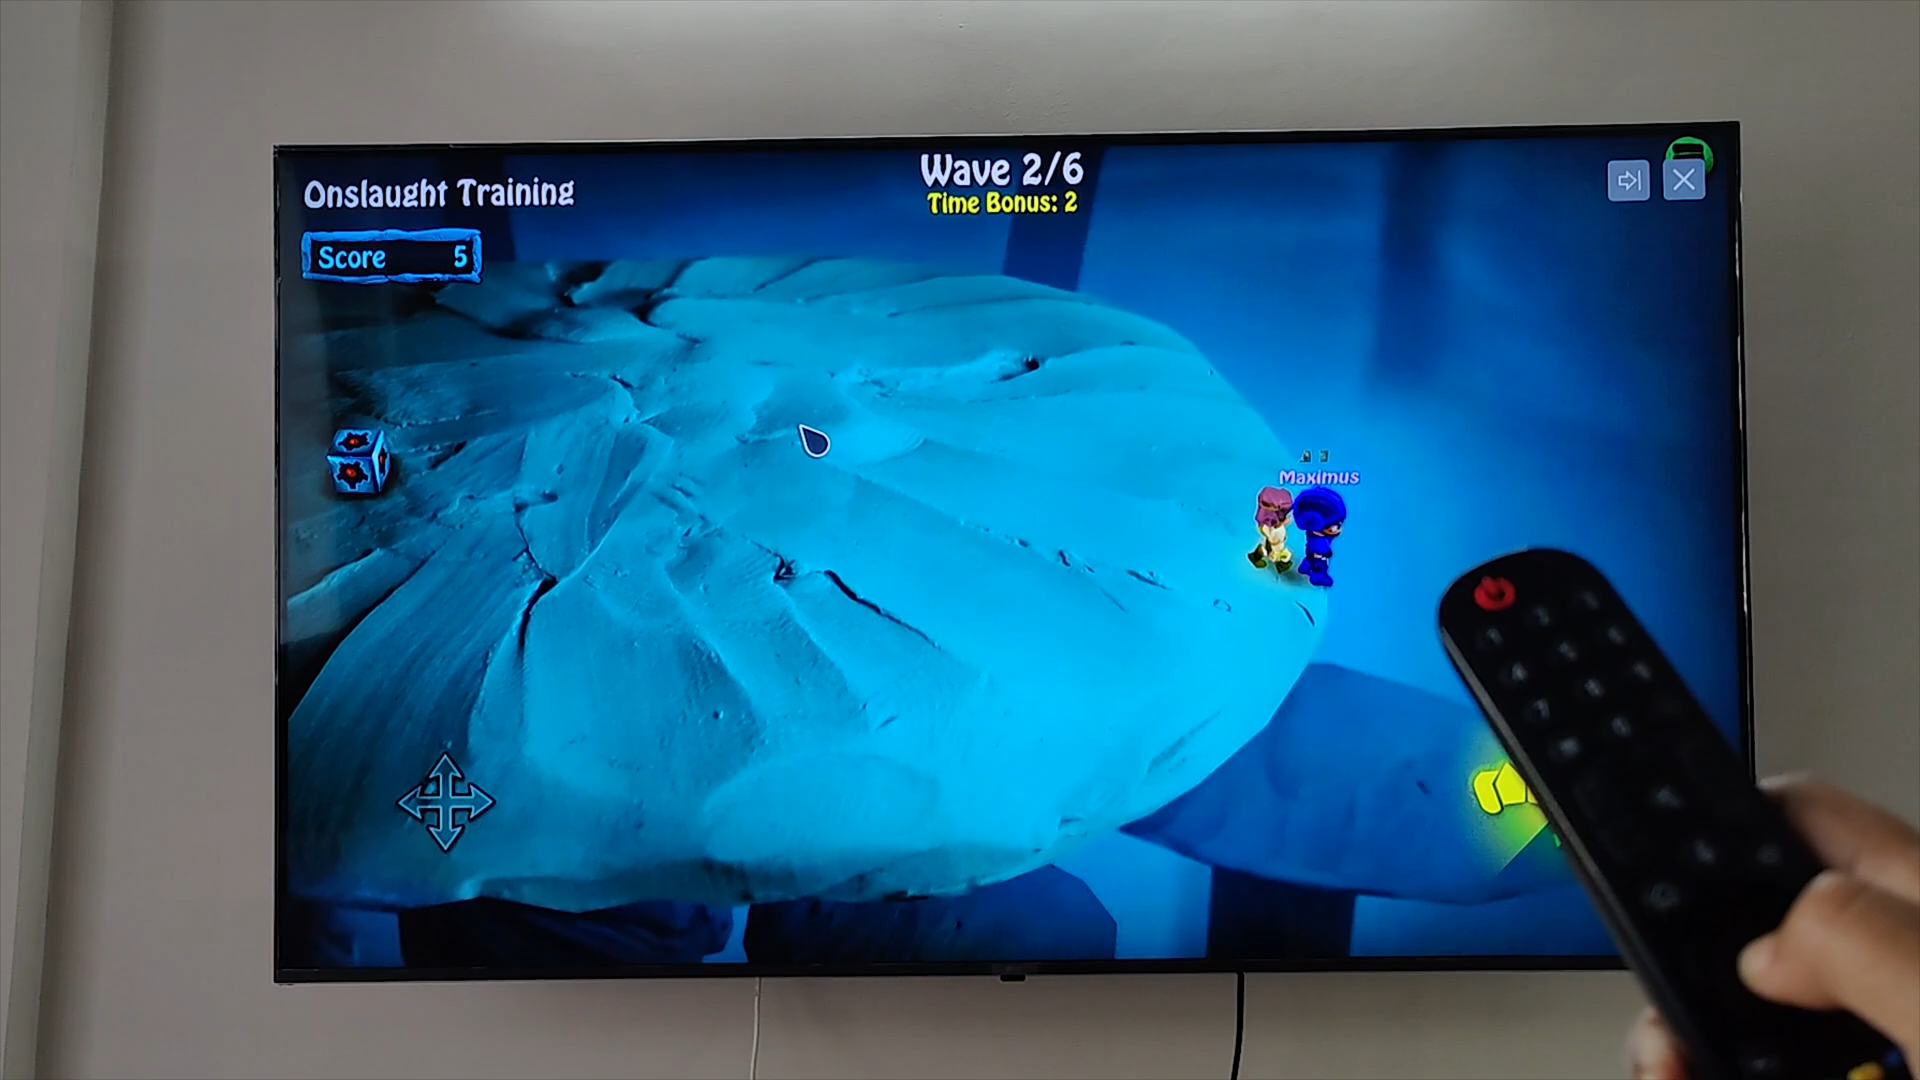 Onslaught Training
Wave 2/6
Time Bonus: 2
Score 5
Maximus